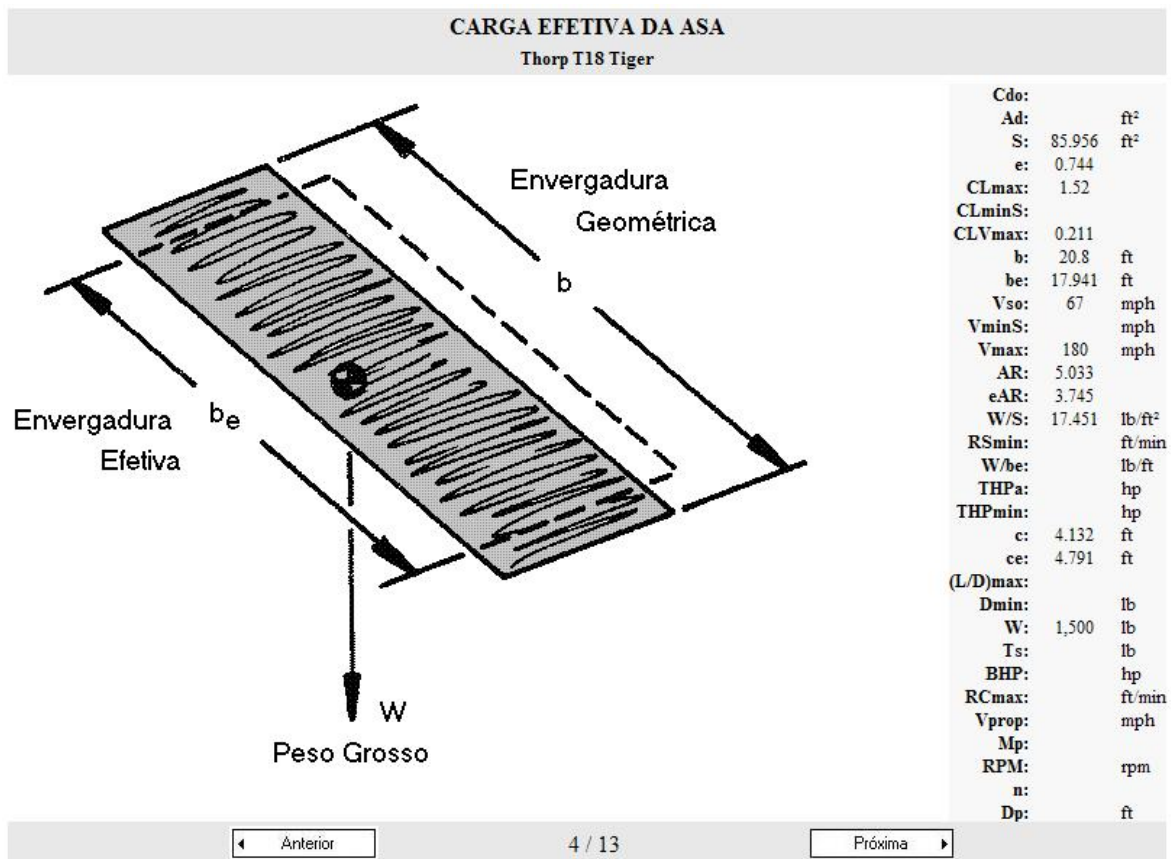 CARGA EFETIVA DA ASA
Thorp T18 Tiger
Envergadura
Geométrica
b
Envergadura
Efetiva
be
W
Peso Grosso
Cdo:
Ad: ft²
S: 85.956 ft²
e: 0.744
CLmax: 1.52
CLminS:
CLVmax: 0.211
b: 20.8 ft
be: 17.941 ft
Vso: 67 mph
VminS: mph
Vmax: 180 mph
AR: 5.033
eAR: 3.745
W/S: 17.451 lb/ft²
RSmin: ft/min
W/be: lb/ft
THPa: hp
THPmin: hp
c: 4.132 ft
ce: 4.791 ft
(L/D)max:
Dmin: lb
W: 1,500 lb
Ts: lb
BHP: hp
RCmax: ft/min
Vprop: mph
Mp:
RPM: rpm
n:
Dp: ft
Anterior
4 / 13
Próxima